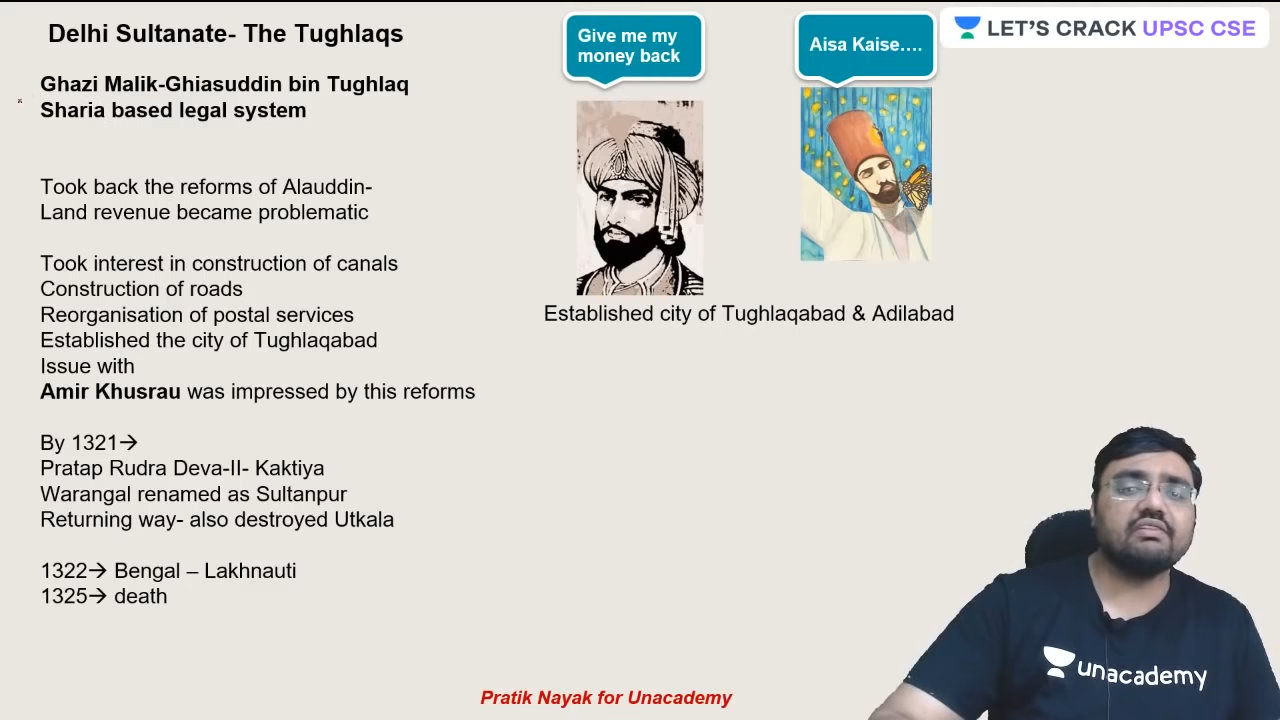 Delhi Sultanate- The Tughlaqs
Ghazi Malik-Ghiasuddin bin Tughlaq
Sharia based legal system
Took back the reforms of Alauddin-
Land revenue became problematic
Took interest in construction of canals
Construction of roads
Reorganisation of postal services
Established the city of Tughlaqabad
Issue with
Amir Khusrau was impressed by this reforms
By 1321→
Pratap Rudra Deva-II- Kaktiya
Warangal renamed as Sultanpur
Returning way- also destroyed Utkala
1322→ Bengal – Lakhnauti
1325→ death
Give me my
money back
Aisa Kaise....
LET'S CRACK UPSC CSE
Established city of Tughlaqabad & Adilabad
unacademy
Pratik Nayak for Unacademy